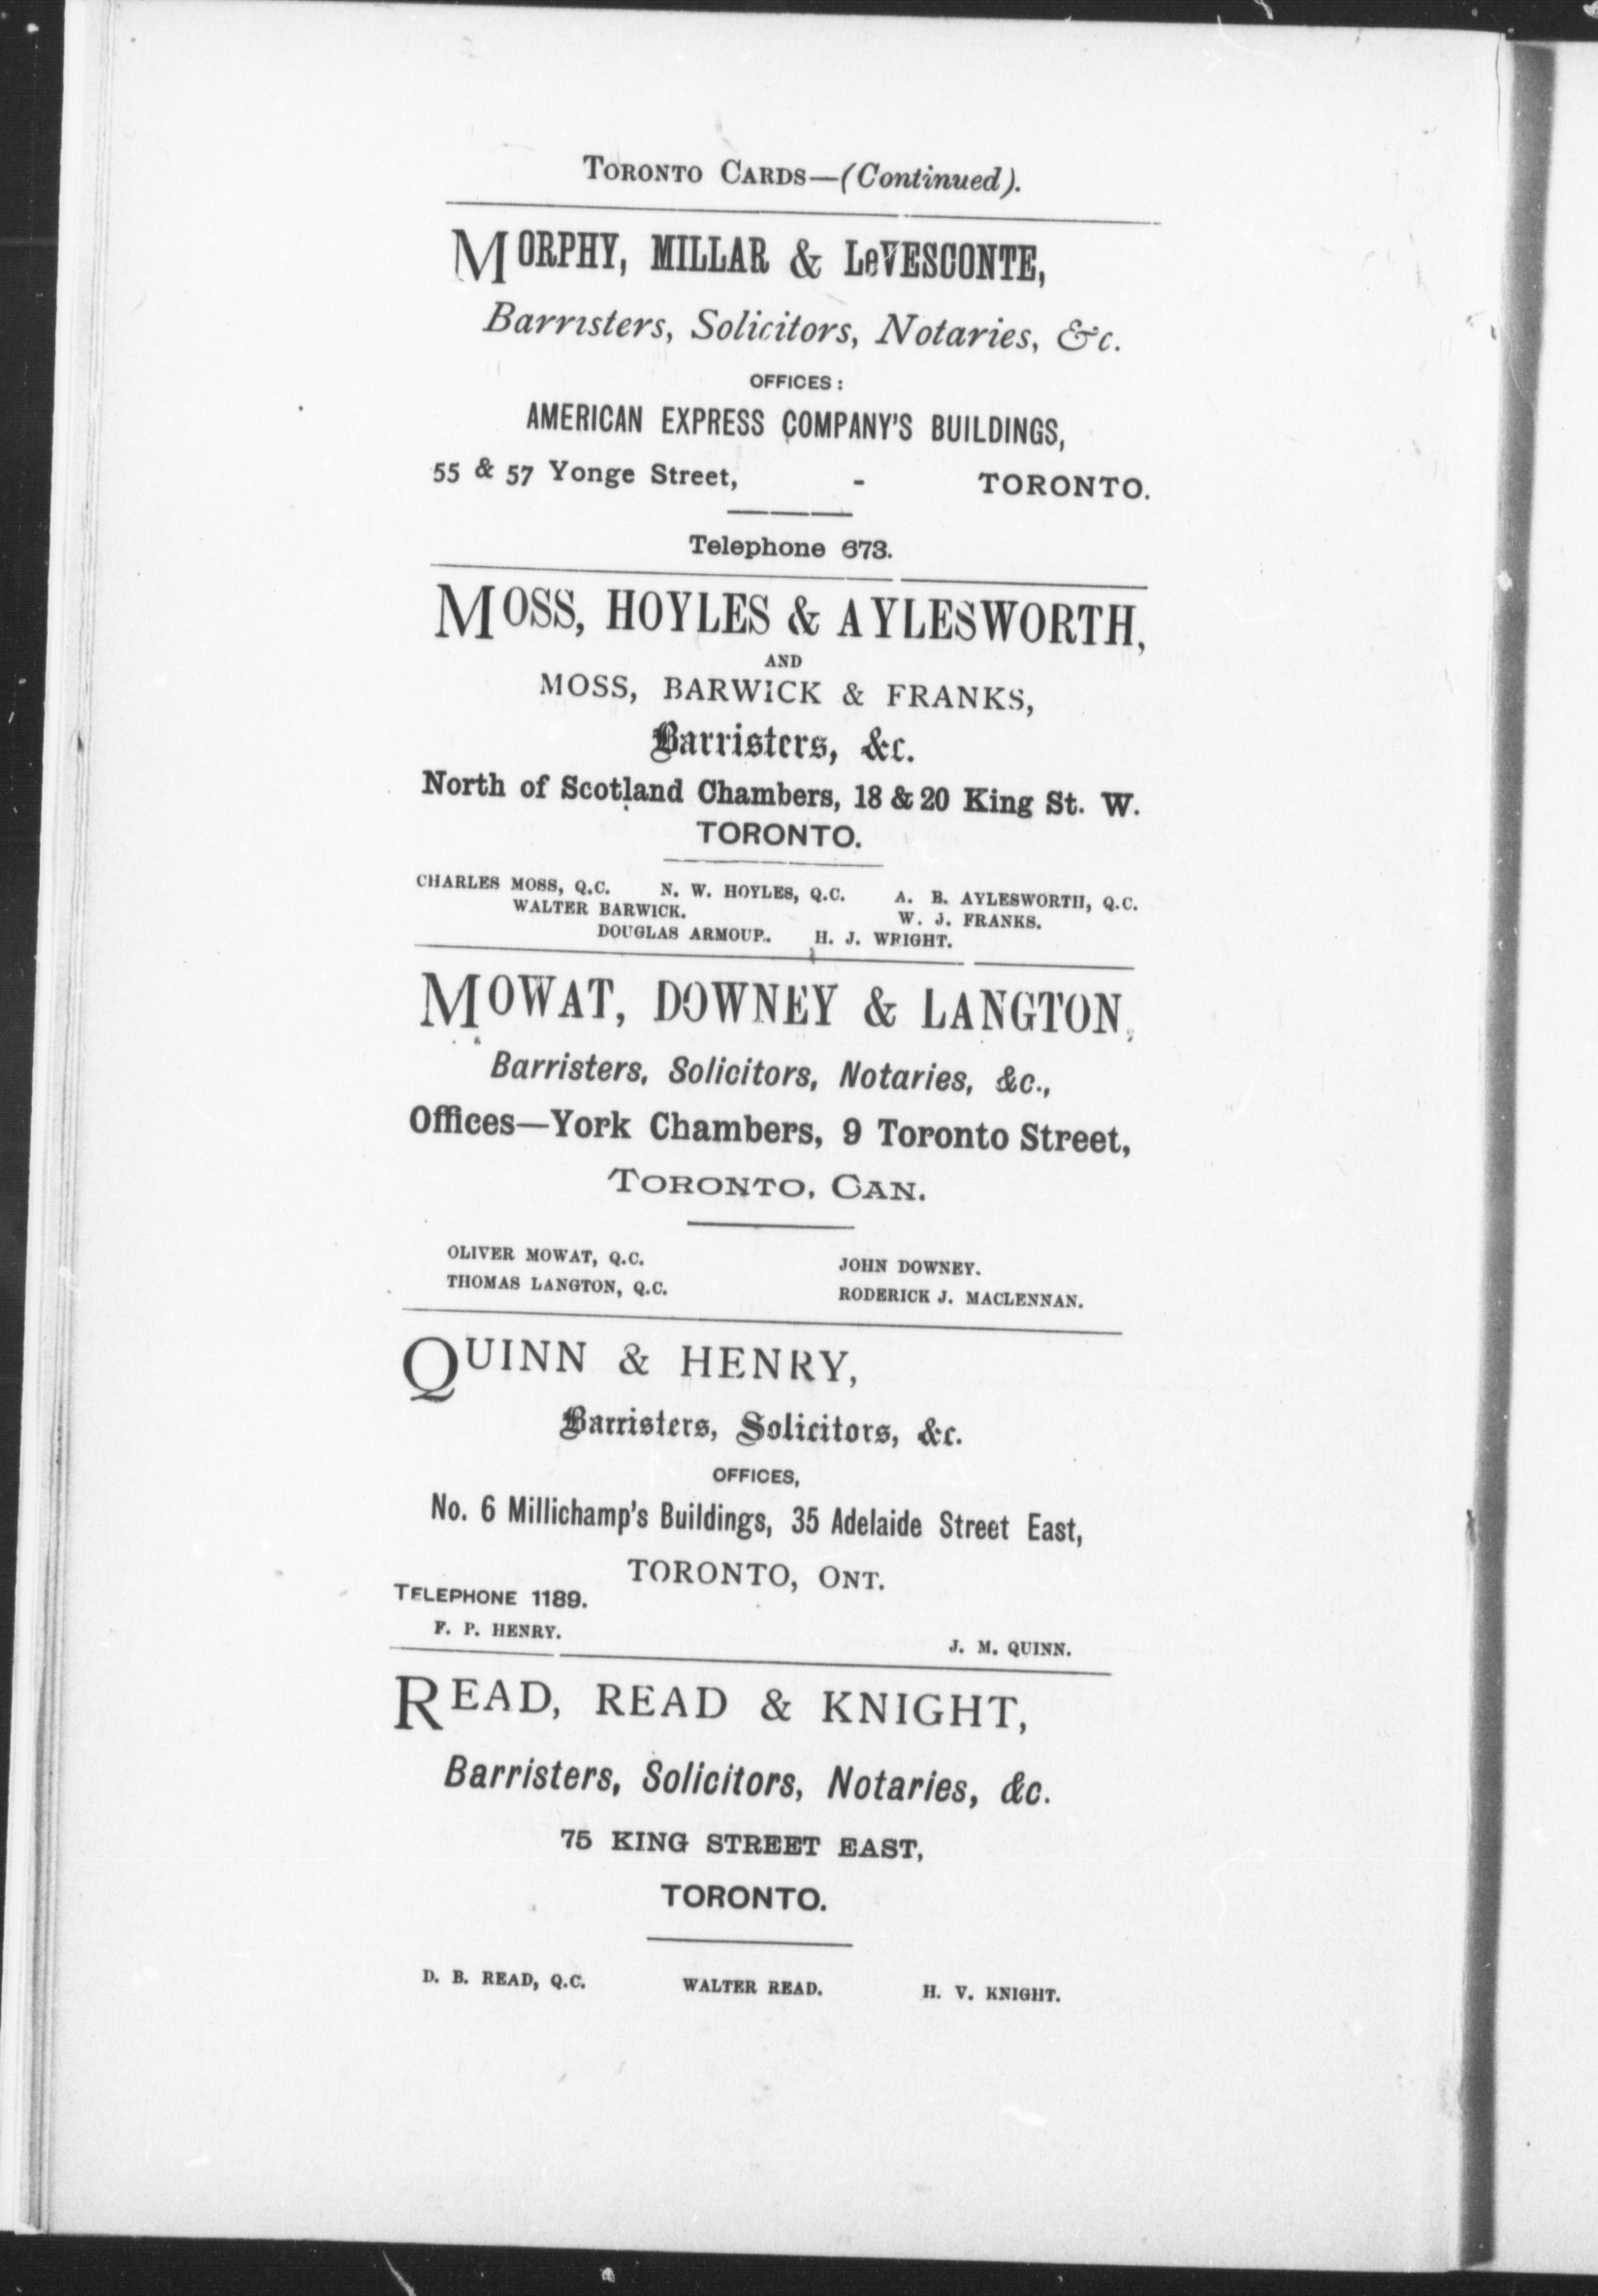 TORONTO CARDS—(Continued).
MORPHY, MILLAR & LeVESCONTE,
Barristers, Solicitors, Notaries, &c.
OFFICES:
AMERICAN EXPRESS COMPANY'S BUILDINGS,
55 & 57 Yonge Street, - TORONTO.
Telephone 673.
MOSS, HOYLES & AYLESWORTH,
AND
MOSS, BARWICK & FRANKS,
Barristers, &c.
North of Scotland Chambers, 18 & 20 King St. W.
TORONTO.
CHARLES MOSS, Q.C. N. W. HOYLES, Q.C. A. B. AYLESWORTH, Q.C.
WALTER BARWICK. W. J. FRANKS.
DOUGLAS ARMOUR. H. J. WRIGHT.
MOWAT, DOWNEY & LANGTON,
Barristers, Solicitors, Notaries, &c.,
Offices—York Chambers, 9 Toronto Street,
TORONTO, CAN.
OLIVER MOWAT, Q.C. JOHN DOWNEY.
THOMAS LANGTON, Q.C. RODERICK J. MACLENNAN.
QUINN & HENRY,
Barristers, Solicitors, &c.
OFFICES,
No. 6 Millichamp's Buildings, 35 Adelaide Street East,
TORONTO, ONT.
TELEPHONE 1189.
F. P. HENRY. J. M. QUINN.
READ, READ & KNIGHT,
Barristers, Solicitors, Notaries, &c.
75 KING STREET EAST,
TORONTO.
D. B. READ, Q.C. WALTER READ. H. V. KNIGHT.